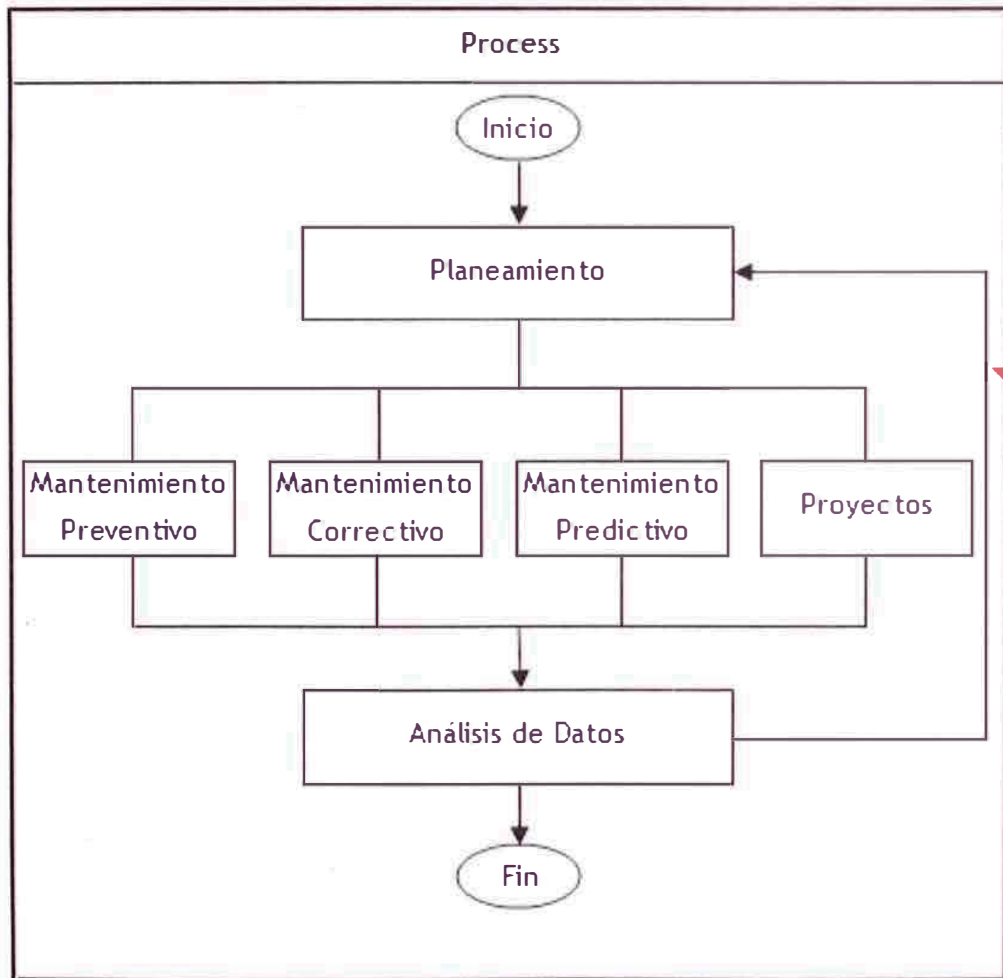 Process
Inicio
Planeamiento
Mantenimiento
Preventivo
Mantenimiento
Correctivo
Mantenimiento
Predictivo
Proyectos
Análisis de Datos
Fin